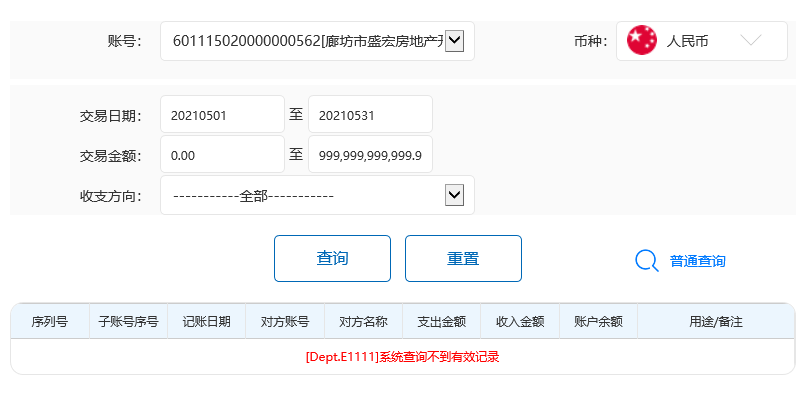 账号： 601115020000000562[廊坊市盛宏房地产开 币种： 人民币
交易日期： 20210501 至 20210531
交易金额： 0.00 至 999,999,999,999.9
收支方向： -----------全部-----------
查询 重置 普通查询
序列号 子账号序号 记账日期 对方账号 对方名称 支出金额 收入金额 账户余额 用途/备注
[Dept.E1111]系统查询不到有效记录